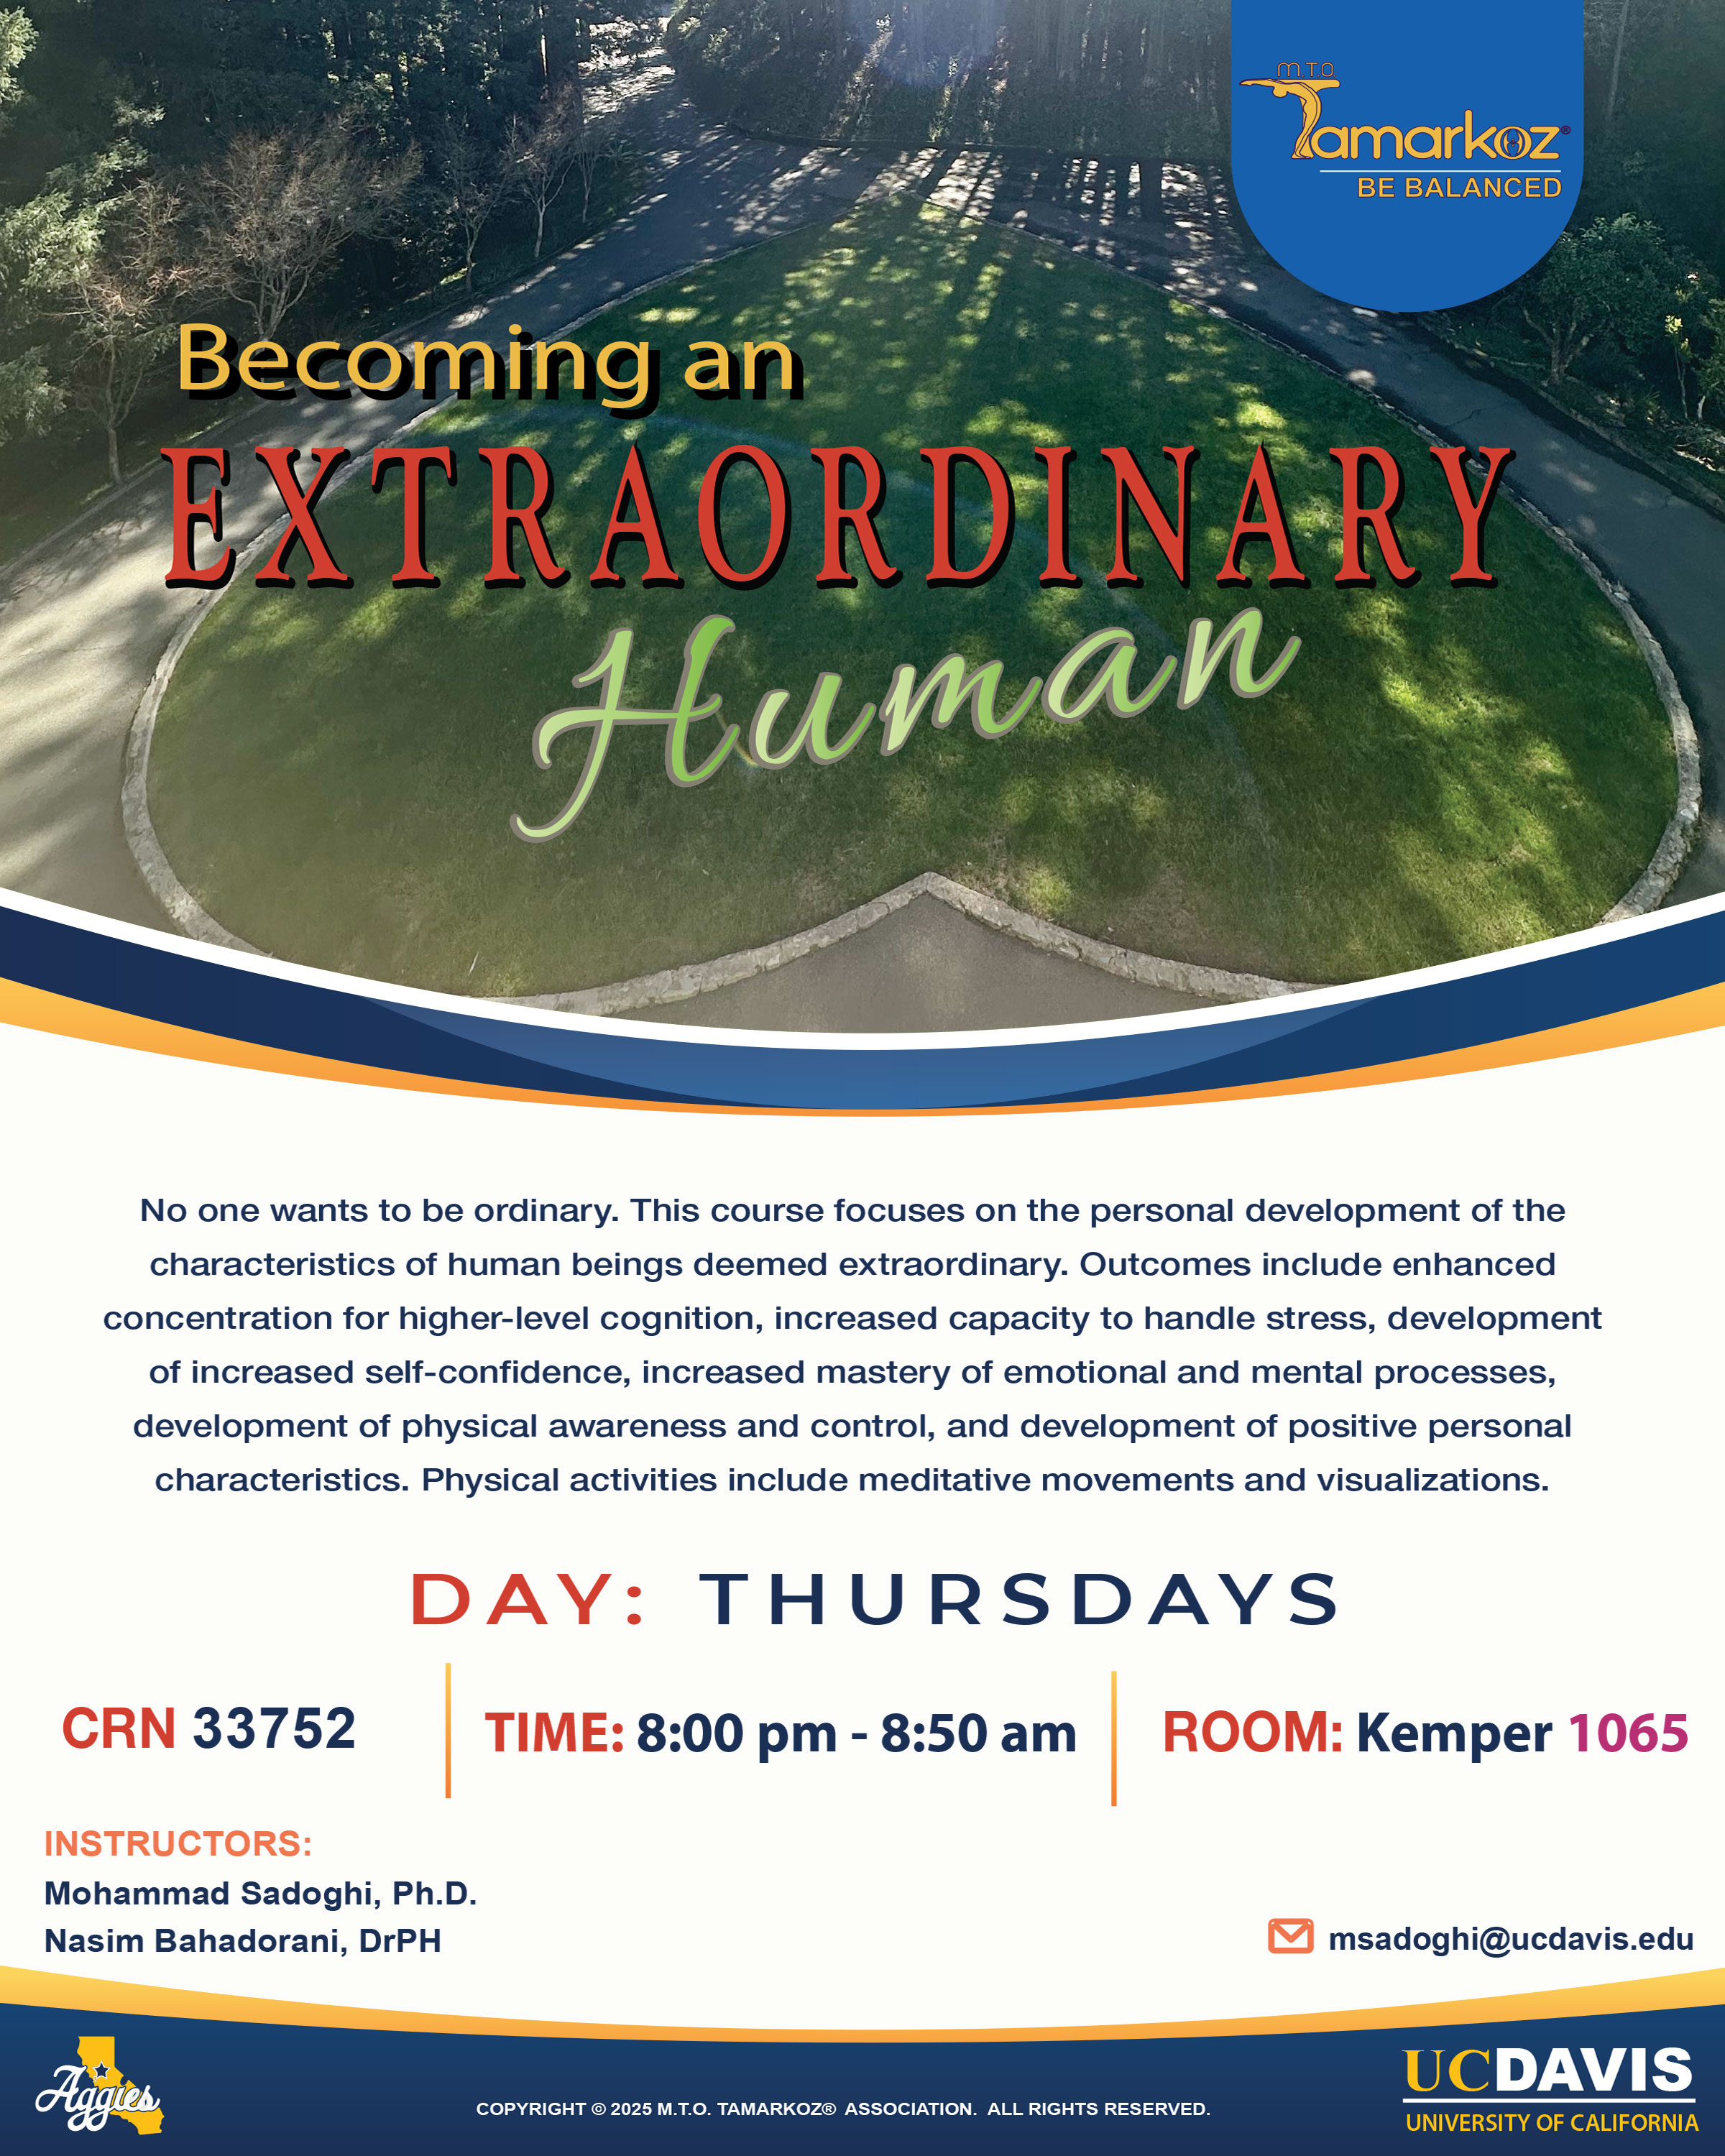 M.T.O.
Tamarkoz®
BE BALANCED
Becoming an
EXTRAORDINARY
Human
No one wants to be ordinary. This course focuses on the personal development of the
characteristics of human beings deemed extraordinary. Outcomes include enhanced
concentration for higher-level cognition, increased capacity to handle stress, development
of increased self-confidence, increased mastery of emotional and mental processes,
development of physical awareness and control, and development of positive personal
characteristics. Physical activities include meditative movements and visualizations.
DAY: THURSDAYS
CRN 33752
TIME: 8:00 pm - 8:50 am
ROOM: Kemper 1065
INSTRUCTORS:
Mohammad Sadoghi, Ph.D.
Nasim Bahadorani, DrPH
msadoghi@ucdavis.edu
Aggies
COPYRIGHT © 2025 M.T.O. TAMARKOZ® ASSOCIATION. ALL RIGHTS RESERVED.
UCDAVIS
UNIVERSITY OF CALIFORNIA